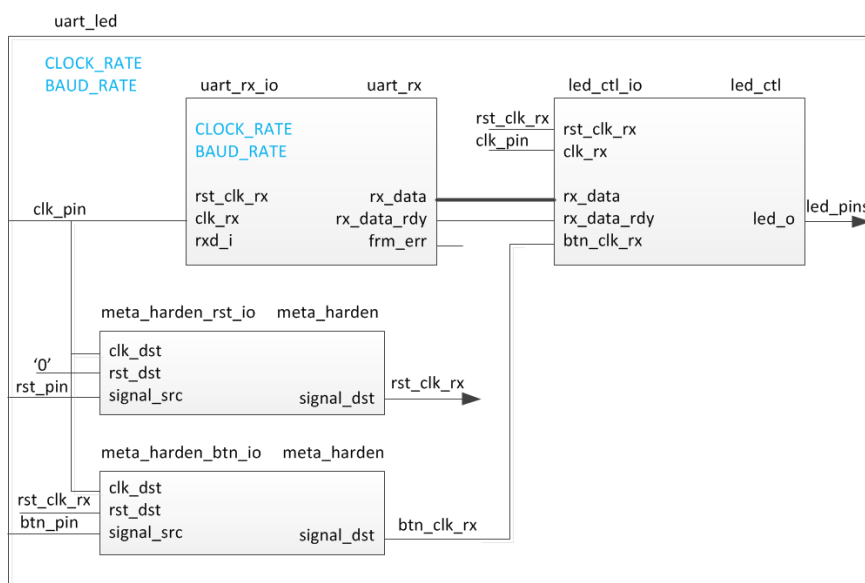 uart_led
CLOCK_RATE
BAUD_RATE
uart_rx_io uart_rx
CLOCK_RATE
BAUD_RATE
rst_clk_rx
clk_rx
rxd_i
rx_data
rx_data_rdy
frm_err
clk_pin
led_ctl_io led_ctl
rst_clk_rx
clk_pin
rst_clk_rx
clk_rx
rx_data
rx_data_rdy
btn_clk_rx
led_o
led_pins
meta_harden_rst_io meta_harden
‘0’
rst_pin
clk_dst
rst_dst
signal_src
signal_dst
rst_clk_rx
meta_harden_btn_io meta_harden
rst_clk_rx
btn_pin
clk_dst
rst_dst
signal_src
signal_dst
btn_clk_rx